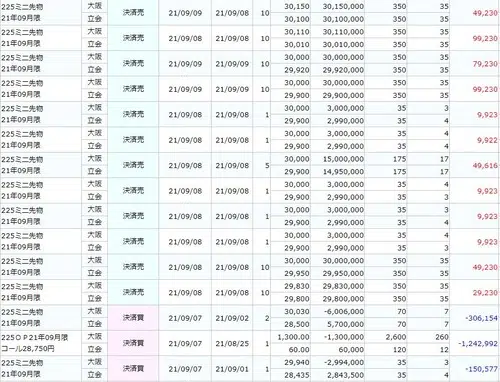 225ミニ先物 大阪 30,150 30,150,000 350 35
決済売 21/09/09 21/09/08 10 49,230
21年09月限 立会 30,100 30,100,000 350 35
225ミニ先物 大阪 30,110 30,110,000 350 35
決済売 21/09/09 21/09/08 10 99,230
21年09月限 立会 30,010 30,010,000 350 35
225ミニ先物 大阪 30,000 30,000,000 350 35
決済売 21/09/09 21/09/08 10 79,230
21年09月限 立会 29,920 29,920,000 350 35
225ミニ先物 大阪 30,000 30,000,000 350 35
決済売 21/09/09 21/09/08 10 99,230
21年09月限 立会 29,900 29,900,000 350 35
225ミニ先物 大阪 30,000 3,000,000 35 3
決済売 21/09/08 21/09/08 1 9,923
21年09月限 立会 29,900 2,990,000 35 4
225ミニ先物 大阪 30,000 3,000,000 35 4
決済売 21/09/08 21/09/08 1 9,922
21年09月限 立会 29,900 2,990,000 35 4
225ミニ先物 大阪 30,000 15,000,000 175 17
決済売 21/09/08 21/09/08 5 49,616
21年09月限 立会 29,900 14,950,000 175 17
225ミニ先物 大阪 30,000 3,000,000 35 4
決済売 21/09/08 21/09/08 1 9,923
21年09月限 立会 29,900 2,990,000 35 3
225ミニ先物 大阪 30,000 3,000,000 35 4
決済売 21/09/08 21/09/08 1 9,923
21年09月限 立会 29,900 2,990,000 35 3
225ミニ先物 大阪 30,000 3,000,000 35 3
決済売 21/09/08 21/09/08 1 9,923
21年09月限 立会 29,900 2,990,000 35 4
225ミニ先物 大阪 30,000 30,000,000 350 35
決済売 21/09/08 21/09/08 10 49,230
21年09月限 立会 29,950 29,950,000 350 35
225ミニ先物 大阪 29,830 29,830,000 350 35
決済売 21/09/08 21/09/08 10 29,230
21年09月限 立会 29,800 29,800,000 350 35
225ミニ先物 大阪 30,030 -6,006,000 70 7
決済買 21/09/07 21/09/02 2 -306,154
21年09月限 立会 28,500 5,700,000 70 7
225OP21年09月限 大阪 1,300.00 -1,300,000 2,600 260
決済買 21/09/07 21/08/25 1 -1,242,992
コール28,750円 立会 60.00 60,000 120 12
225ミニ先物 大阪 29,940 -2,994,000 35 3
決済買 21/09/07 21/09/01 1 -150,577
21年09月限 立会 28,435 2,843,500 35 4